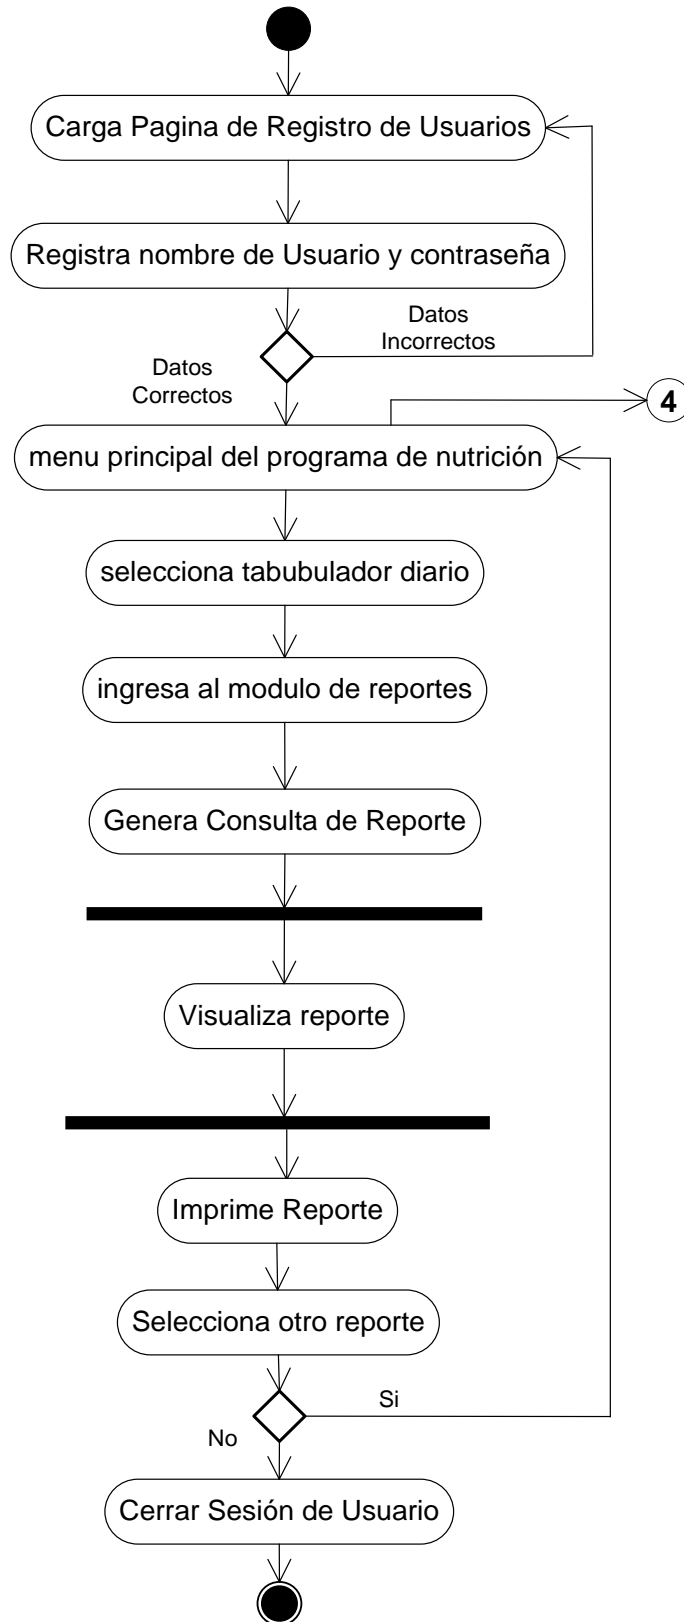 Carga Pagina de Registro de Usuarios
Registra nombre de Usuario y contraseña
Datos
Incorrectos
Datos
Correctos
4
menu principal del programa de nutrición
selecciona tabubulador diario
ingresa al modulo de reportes
Genera Consulta de Reporte
Visualiza reporte
Imprime Reporte
Selecciona otro reporte
Si
No
Cerrar Sesión de Usuario